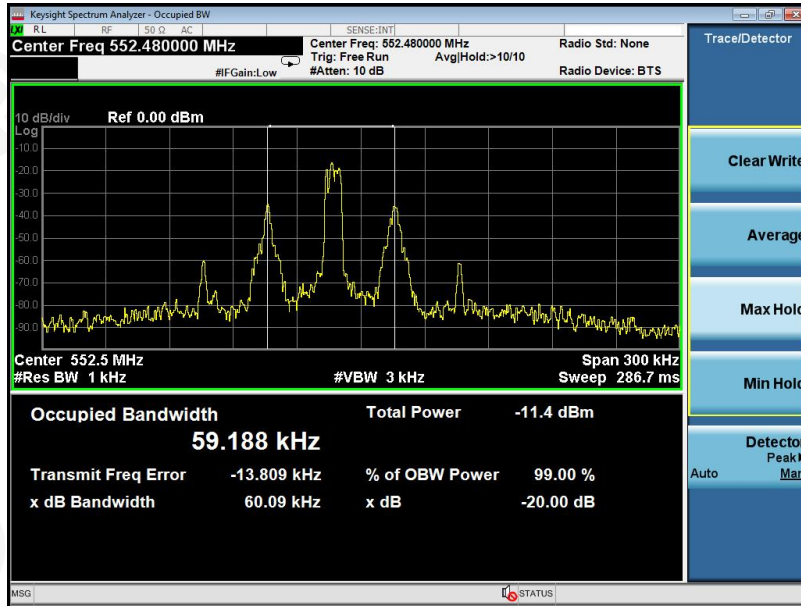 Keysight Spectrum Analyzer - Occupied BW
LXI RL RF 50 Ω AC SENSE:INT
Center Freq 552.480000 MHz
Center Freq: 552.480000 MHz Radio Std: None
Trig: Free Run Avg|Hold:>10/10
#IFGain:Low #Atten: 10 dB Radio Device: BTS
10 dB/div Ref 0.00 dBm
Log
-10.0
-20.0
-30.0
-40.0
-50.0
-60.0
-70.0
-80.0
-90.0
Center 552.5 MHz Span 300 kHz
#Res BW 1 kHz #VBW 3 kHz Sweep 286.7 ms
Occupied Bandwidth Total Power -11.4 dBm
59.188 kHz
Transmit Freq Error -13.809 kHz % of OBW Power 99.00 %
x dB Bandwidth 60.09 kHz x dB -20.00 dB
MSG STATUS
Trace/Detector
Clear Write
Average
Max Hold
Min Hold
Detector
Peak
Auto Man